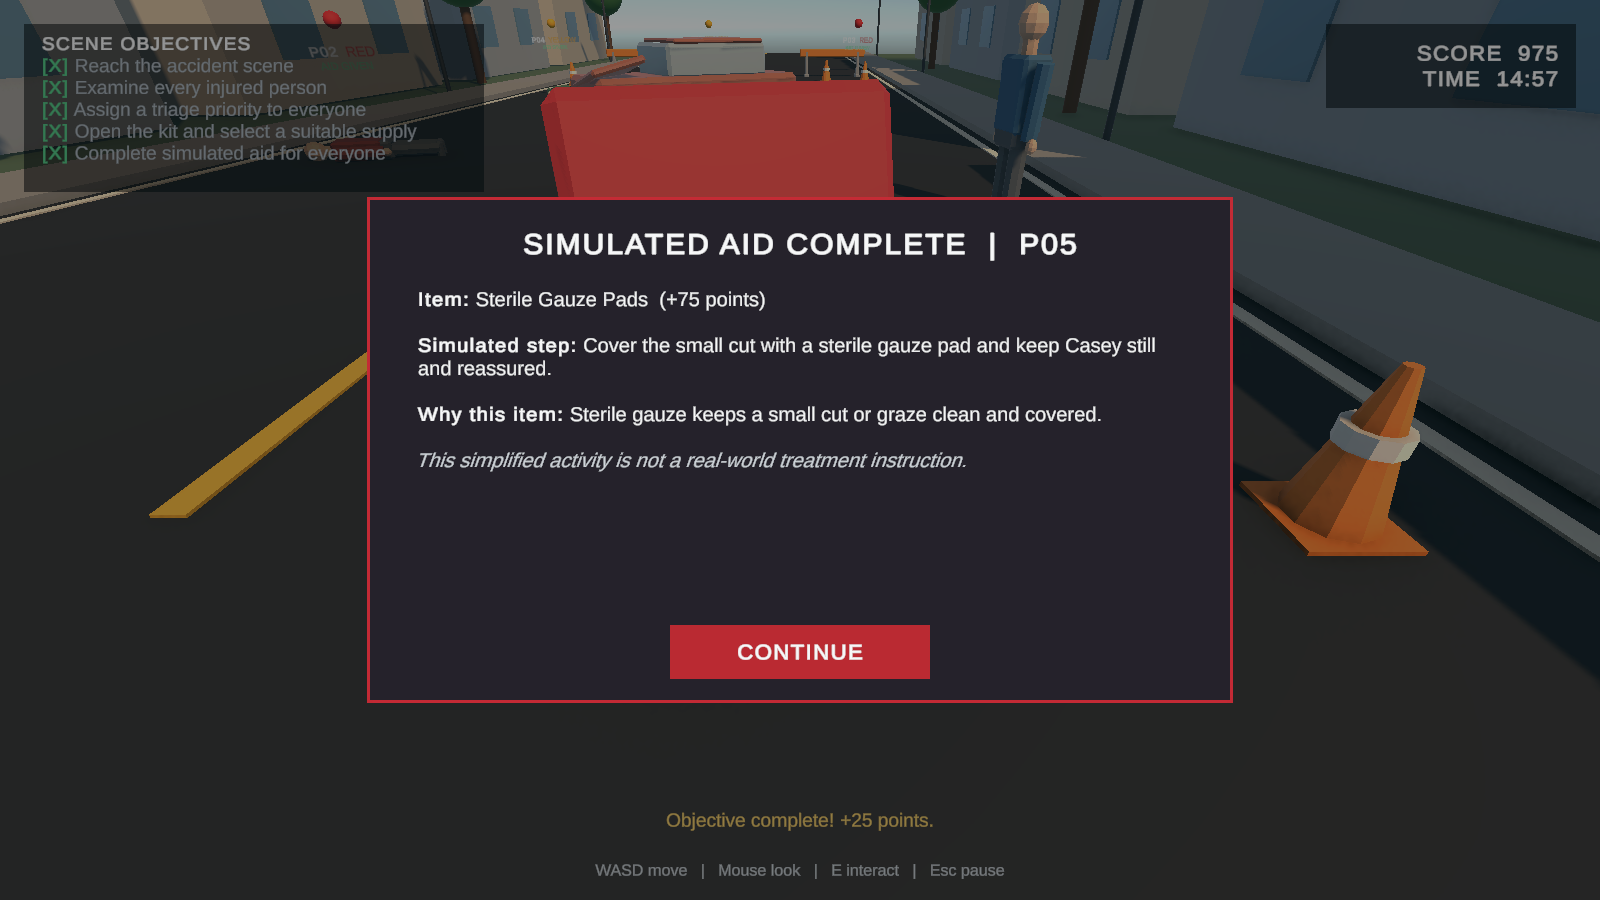 SCENE OBJECTIVES
[X] Reach the accident scene
[X] Examine every injured person
[X] Assign a triage priority to everyone
[X] Open the kit and select a suitable supply
[X] Complete simulated aid for everyone
P02 RED
P04
RED
SCORE 975
TIME 14:57
SIMULATED AID COMPLETE | P05
Item: Sterile Gauze Pads (+75 points)
Simulated step: Cover the small cut with a sterile gauze pad and keep Casey still
and reassured.
Why this item: Sterile gauze keeps a small cut or graze clean and covered.
This simplified activity is not a real-world treatment instruction.
CONTINUE
Objective complete! +25 points.
WASD move | Mouse look | E interact | Esc pause